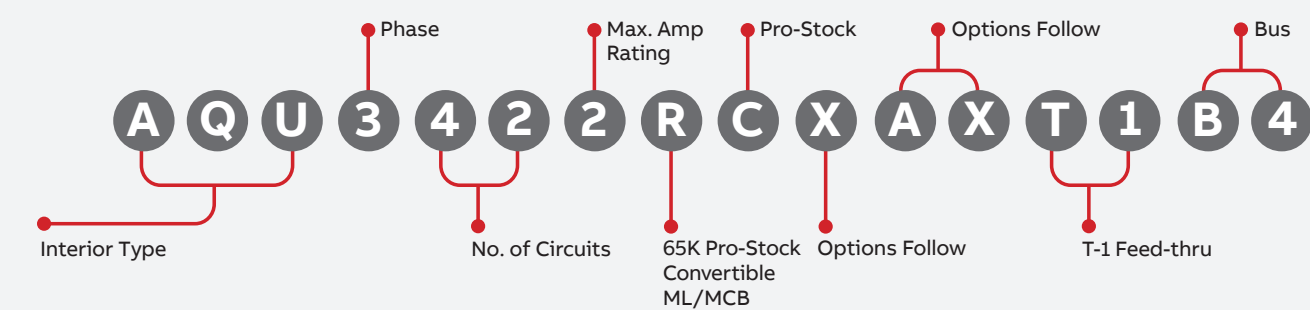 Phase
Max. Amp
Rating
Pro-Stock
Options Follow
Bus
A Q U 3 4 2 2 R C X A X T 1 B 4
Interior Type
No. of Circuits
65K Pro-Stock
Convertible
ML/MCB
Options Follow
T-1 Feed-thru